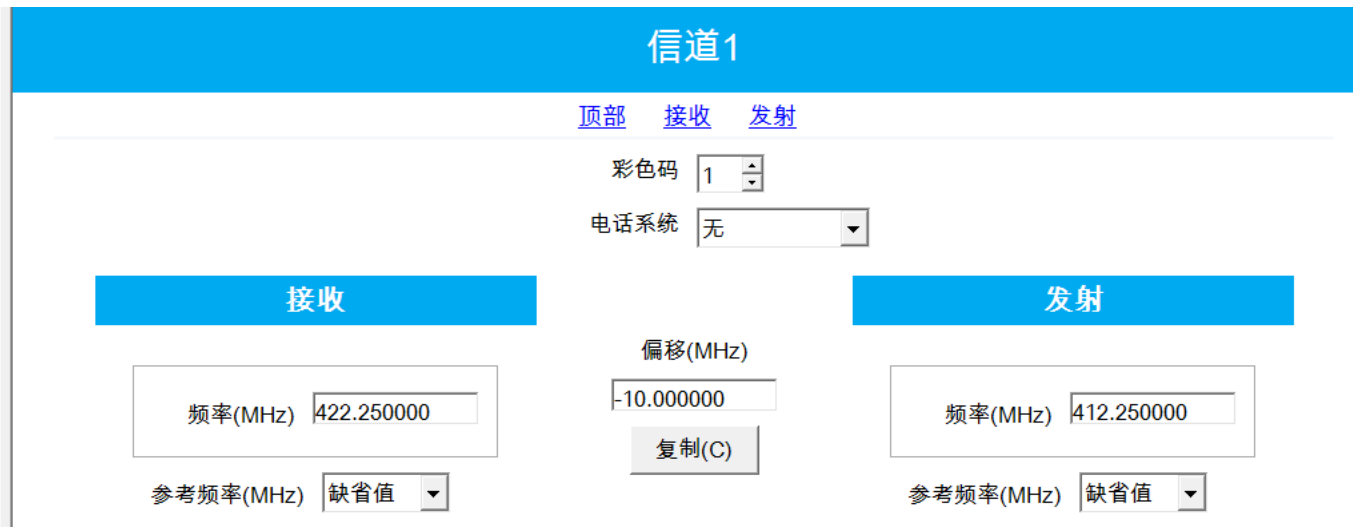 信道1
顶部 接收 发射
彩色码 1
电话系统 无
接收 发射
偏移(MHz)
频率(MHz) 422.250000 -10.000000 频率(MHz) 412.250000
复制(C)
参考频率(MHz) 缺省值 参考频率(MHz) 缺省值